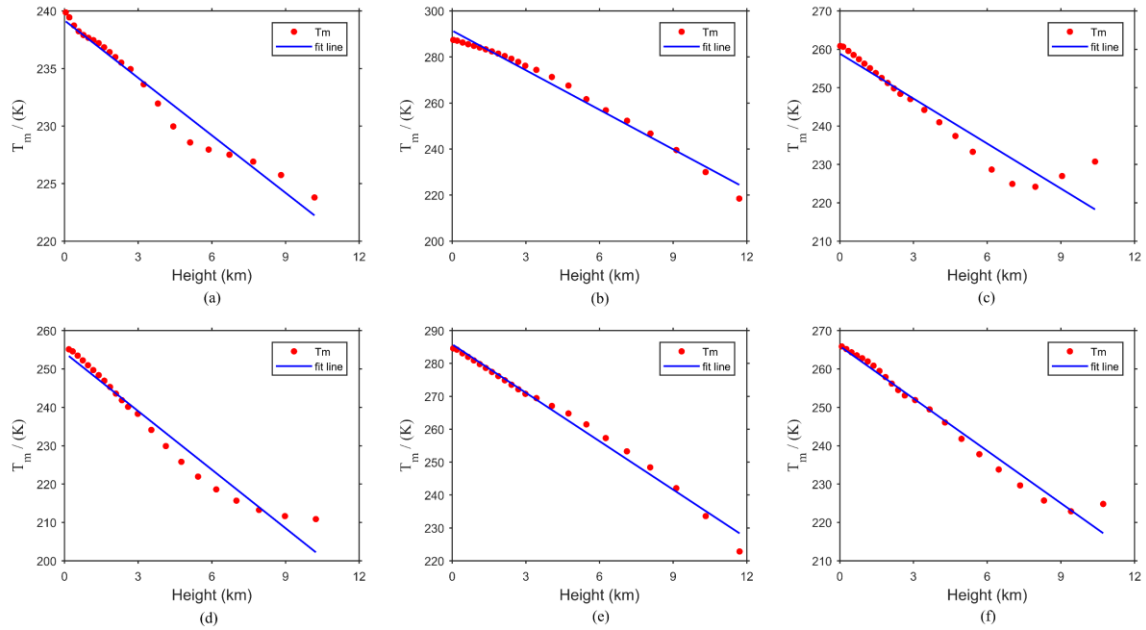 240
235
230
225
220
T_m / (K)
0 3 6 9 12
Height (km)
Tm
fit line
(a)
300
280
260
240
220
200
T_m / (K)
0 3 6 9 12
Height (km)
Tm
fit line
(b)
270
260
250
240
230
220
210
T_m / (K)
0 3 6 9 12
Height (km)
Tm
fit line
(c)
260
250
240
230
220
210
200
T_m / (K)
0 3 6 9 12
Height (km)
Tm
fit line
(d)
290
280
270
260
250
240
230
220
T_m / (K)
0 3 6 9 12
Height (km)
Tm
fit line
(e)
270
260
250
240
230
220
210
T_m / (K)
0 3 6 9 12
Height (km)
Tm
fit line
(f)